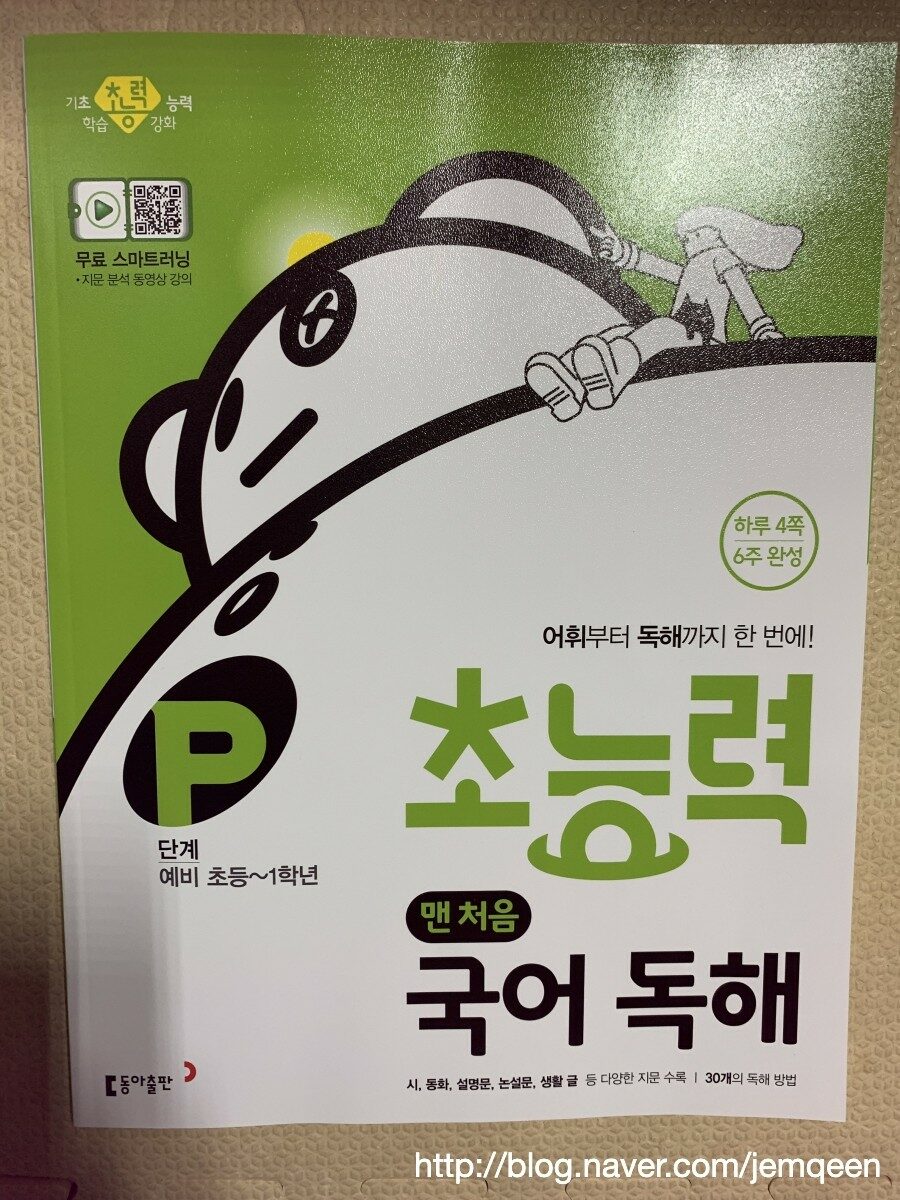 기초 초능력 능력
학습 강화
무료 스마트러닝
• 지문 분석 동영상 강의
하루 4쪽
6주 완성
어휘부터 독해까지 한 번에!
초능력
P
단계
예비 초등~1학년
맨 처음
국어 독해
동아출판
시, 동화, 설명문, 논설문, 생활 글 등 다양한 지문 수록 | 30개의 독해 방법
http://blog.naver.com/jemqeen